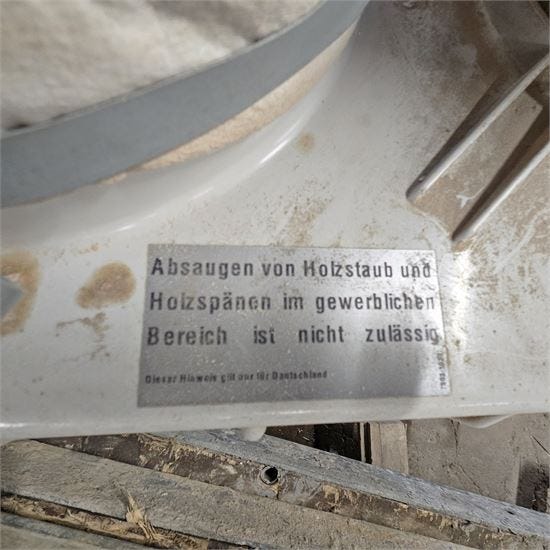 Absaugen von Holzstaub und
Holzspänen im gewerblichen
Bereich ist nicht zulässig
Dieser Hinweis gilt nur für Deutschland